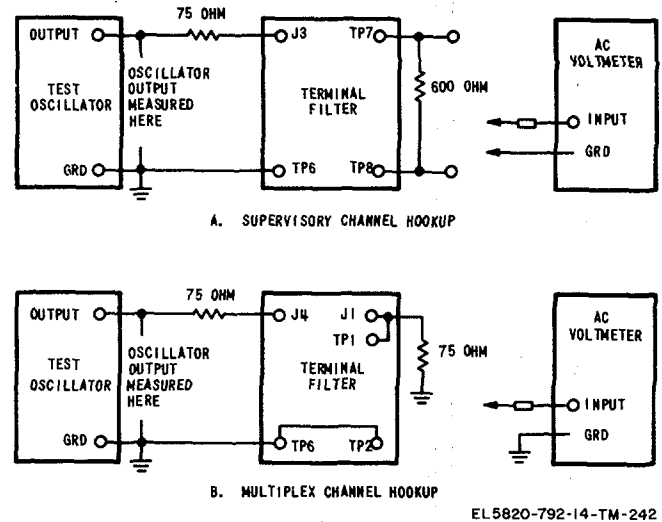 75 OHM
OUTPUT
TEST OSCILLATOR
GRD
OSCILLATOR OUTPUT MEASURED HERE
J3
TP7
TERMINAL FILTER
TP6
TP8
600 OHM
AC VOLTMETER
INPUT
GRD
A. SUPERVISORY CHANNEL HOOKUP
75 OHM
OUTPUT
TEST OSCILLATOR
GRD
OSCILLATOR OUTPUT MEASURED HERE
J4
J1
TP1
TERMINAL FILTER
TP6
TP2
75 OHM
AC VOLTMETER
INPUT
GRD
B. MULTIPLEX CHANNEL HOOKUP
EL5820-792-14-TM-242